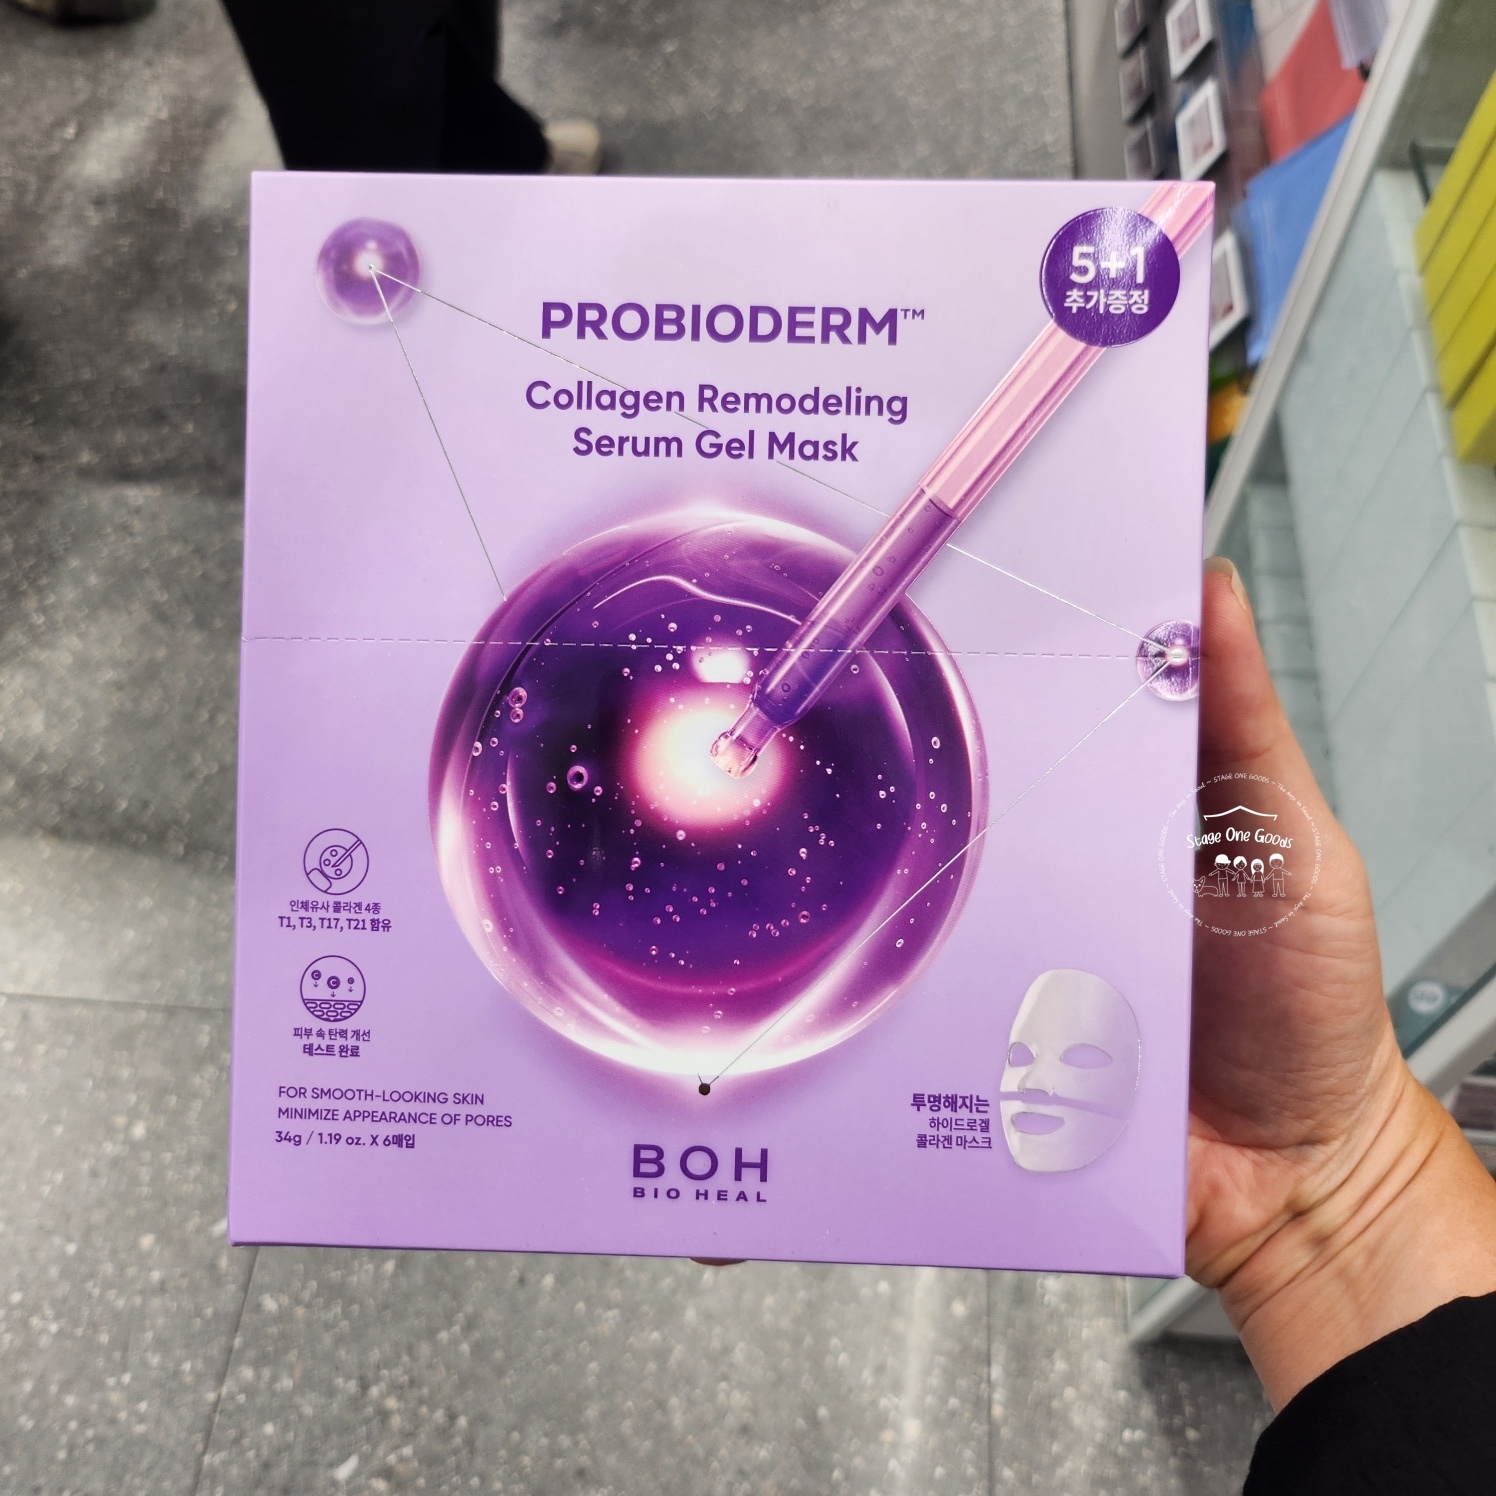 5+1
추가증정
PROBIODERM™
Collagen Remodeling
Serum Gel Mask
인체유사 콜라겐 4종
T1, T3, T17, T21 함유
C C C
피부 속 탄력 개선
테스트 완료
FOR SMOOTH-LOOKING SKIN
MINIMIZE APPEARANCE OF PORES
34g / 1.19 oz. X 6매입
투명해지는
하이드로겔
콜라겐 마스크
BOH
BIO HEAL
Stage One Goods